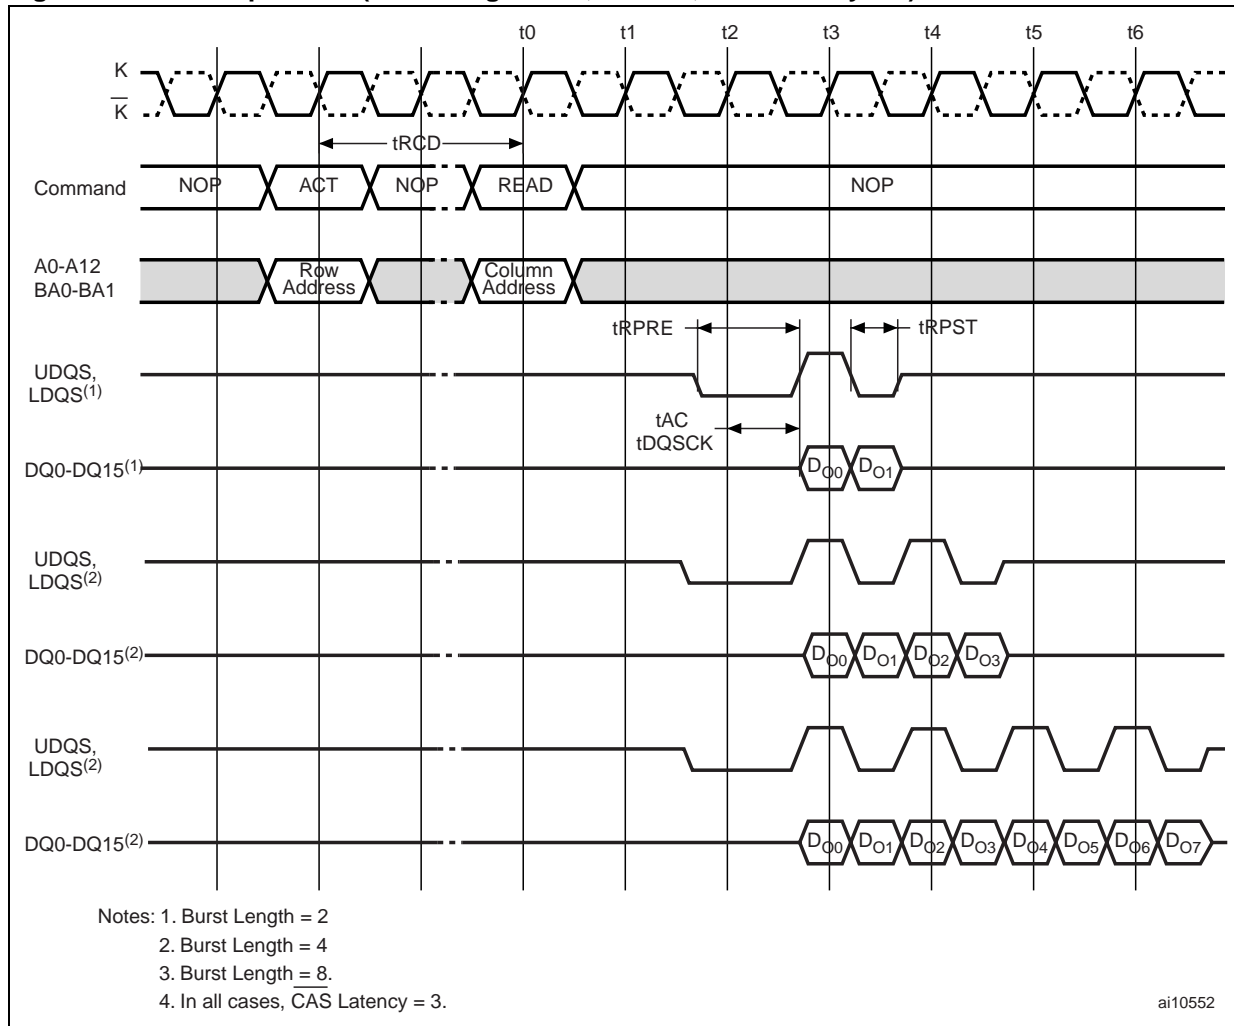 t0 t1 t2 t3 t4 t5 t6
K
K
tRCD
Command NOP ACT NOP READ NOP
A0-A12
BA0-BA1
Row
Address
Column
Address
tRPRE tRPST
UDQS,
LDQS(1)
tAC
tDQSCK
DQ0-DQ15(1) DO0 DO1
UDQS,
LDQS(2)
DQ0-DQ15(2) DO0 DO1 DO2 DO3
UDQS,
LDQS(2)
DQ0-DQ15(2) DO0 DO1 DO2 DO3 DO4 DO5 DO6 DO7
Notes: 1. Burst Length = 2
2. Burst Length = 4
3. Burst Length = 8.
4. In all cases, CAS Latency = 3.
ai10552